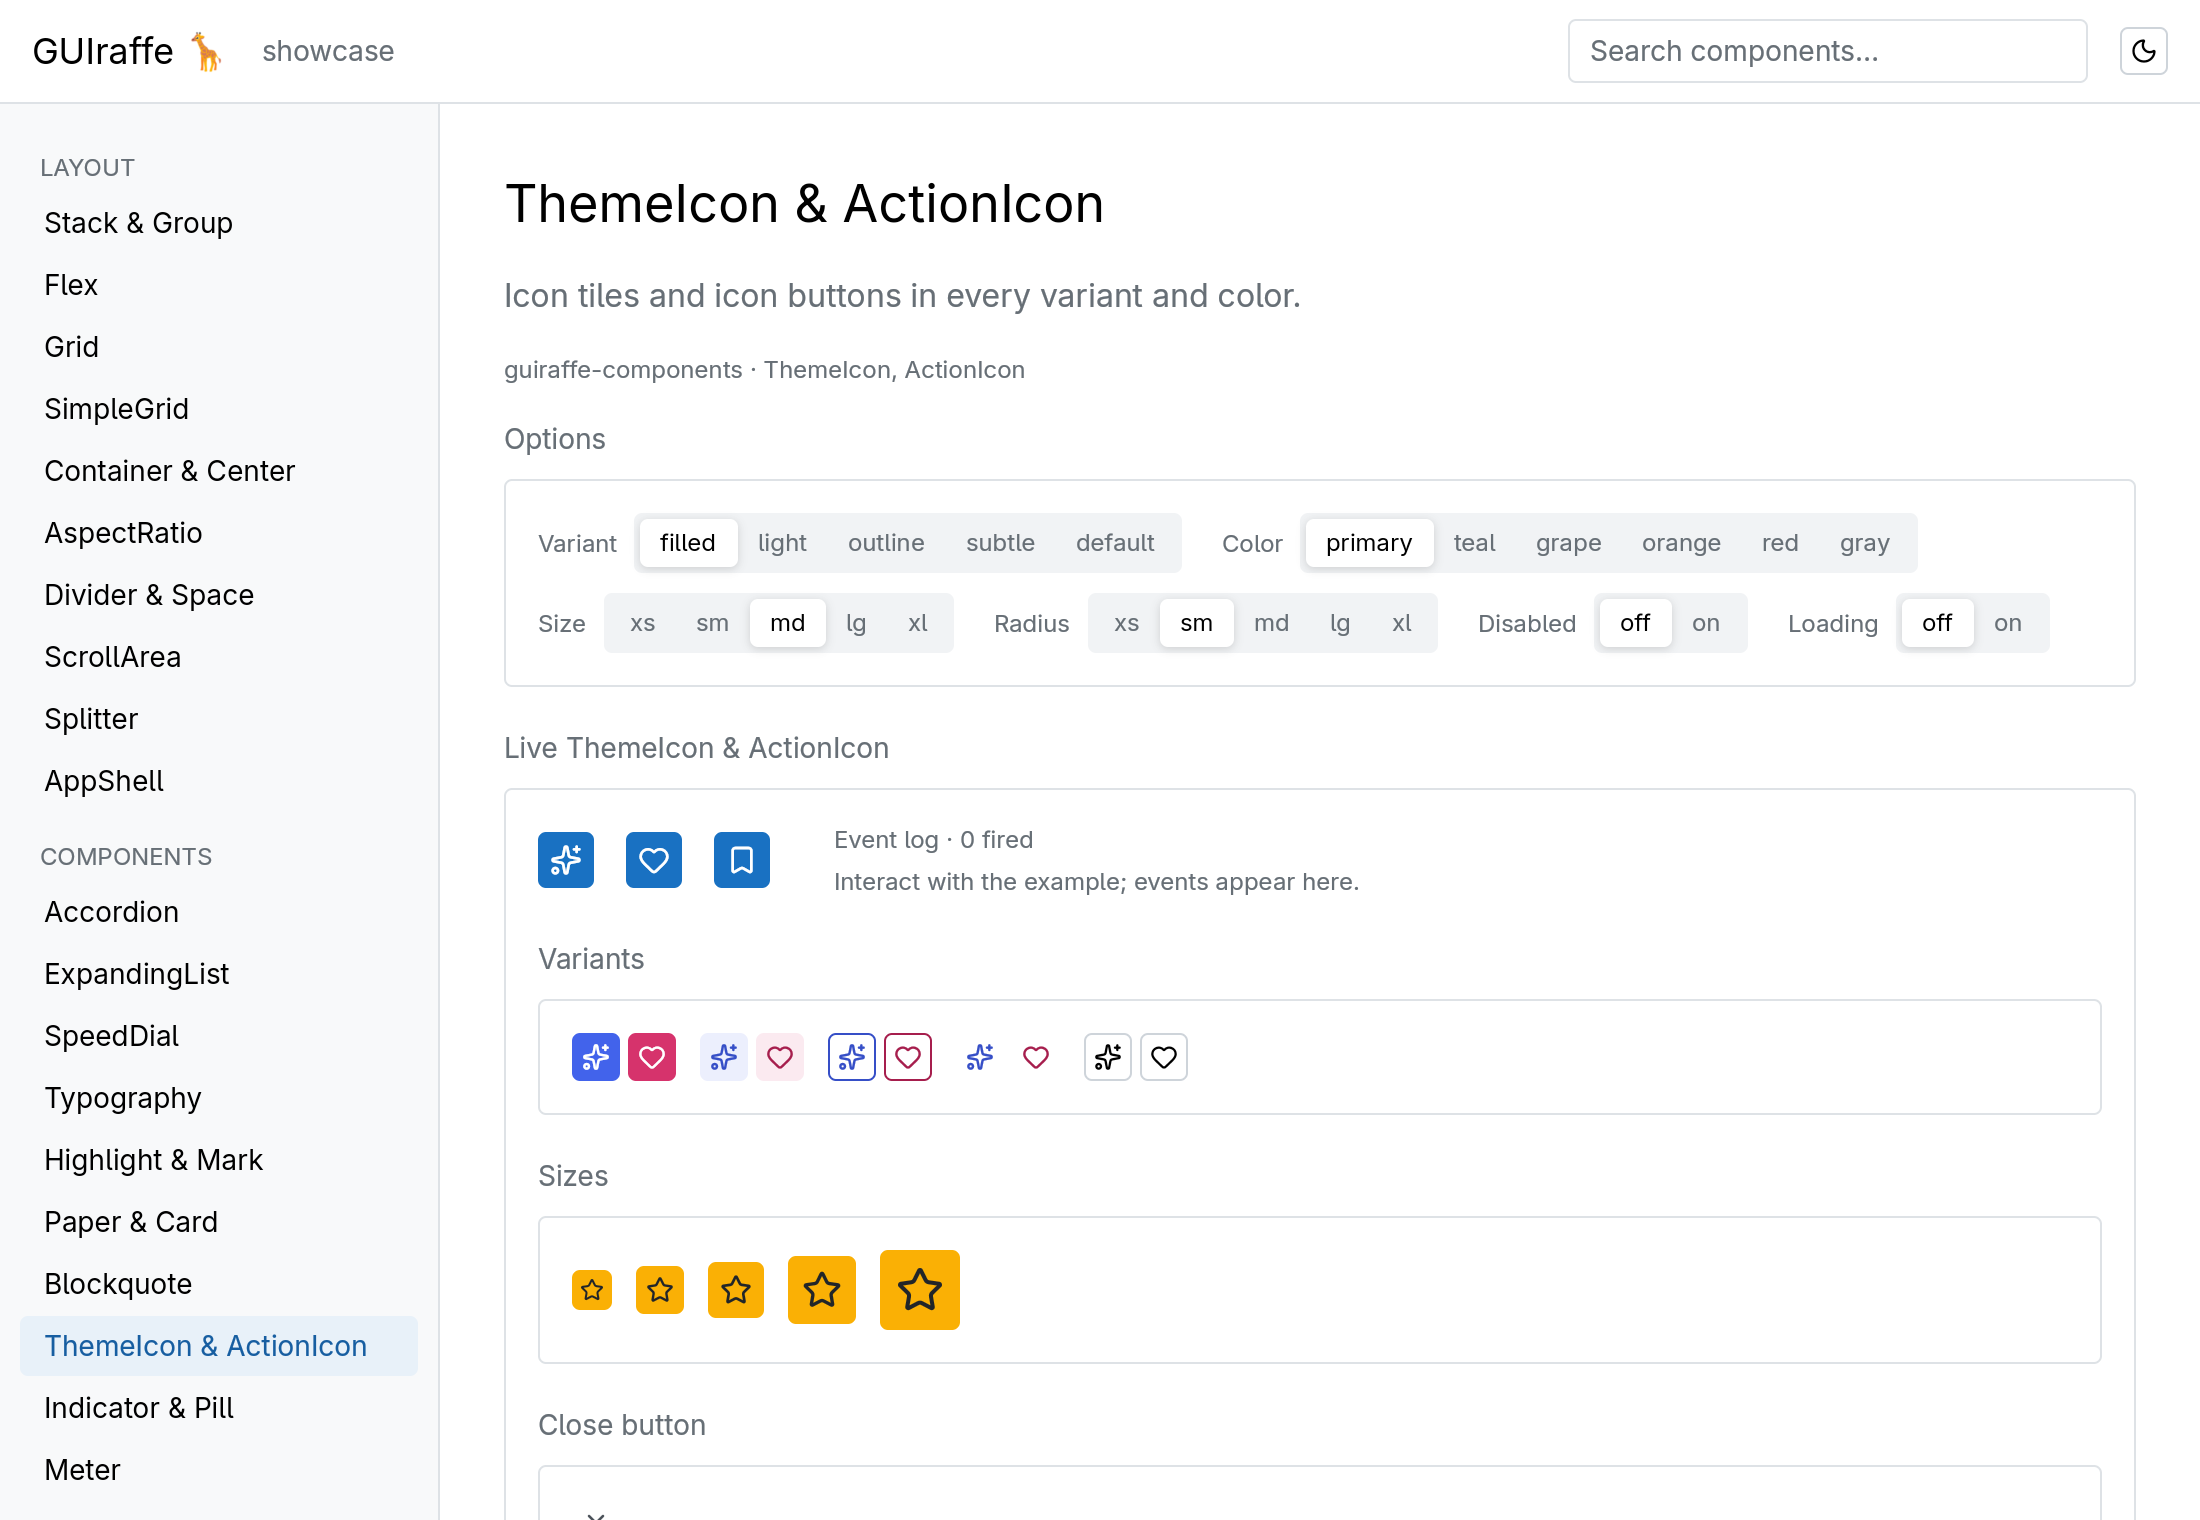 GUIraffe 🦒 showcase
Search components...
LAYOUT
Stack & Group
Flex
Grid
SimpleGrid
Container & Center
AspectRatio
Divider & Space
ScrollArea
Splitter
AppShell
COMPONENTS
Accordion
ExpandingList
SpeedDial
Typography
Highlight & Mark
Paper & Card
Blockquote
ThemeIcon & ActionIcon
Indicator & Pill
Meter
ThemeIcon & ActionIcon
Icon tiles and icon buttons in every variant and color.
guiraffe-components · ThemeIcon, ActionIcon
Options
Variant filled light outline subtle default Color primary teal grape orange red gray
Size xs sm md lg xl Radius xs sm md lg xl Disabled off on Loading off on
Live ThemeIcon & ActionIcon
Event log · 0 fired
Interact with the example; events appear here.
Variants
Sizes
Close button